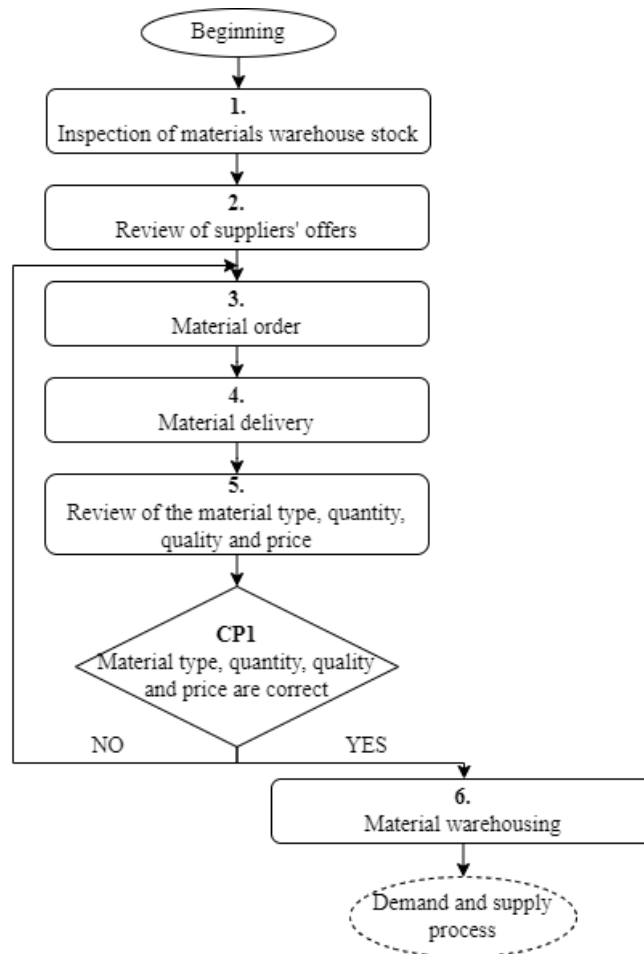 Beginning
1.
Inspection of materials warehouse stock
2.
Review of suppliers' offers
3.
Material order
4.
Material delivery
5.
Review of the material type, quantity,
quality and price
CP1
Material type, quantity, quality
and price are correct
NO
YES
6.
Material warehousing
Demand and supply
process